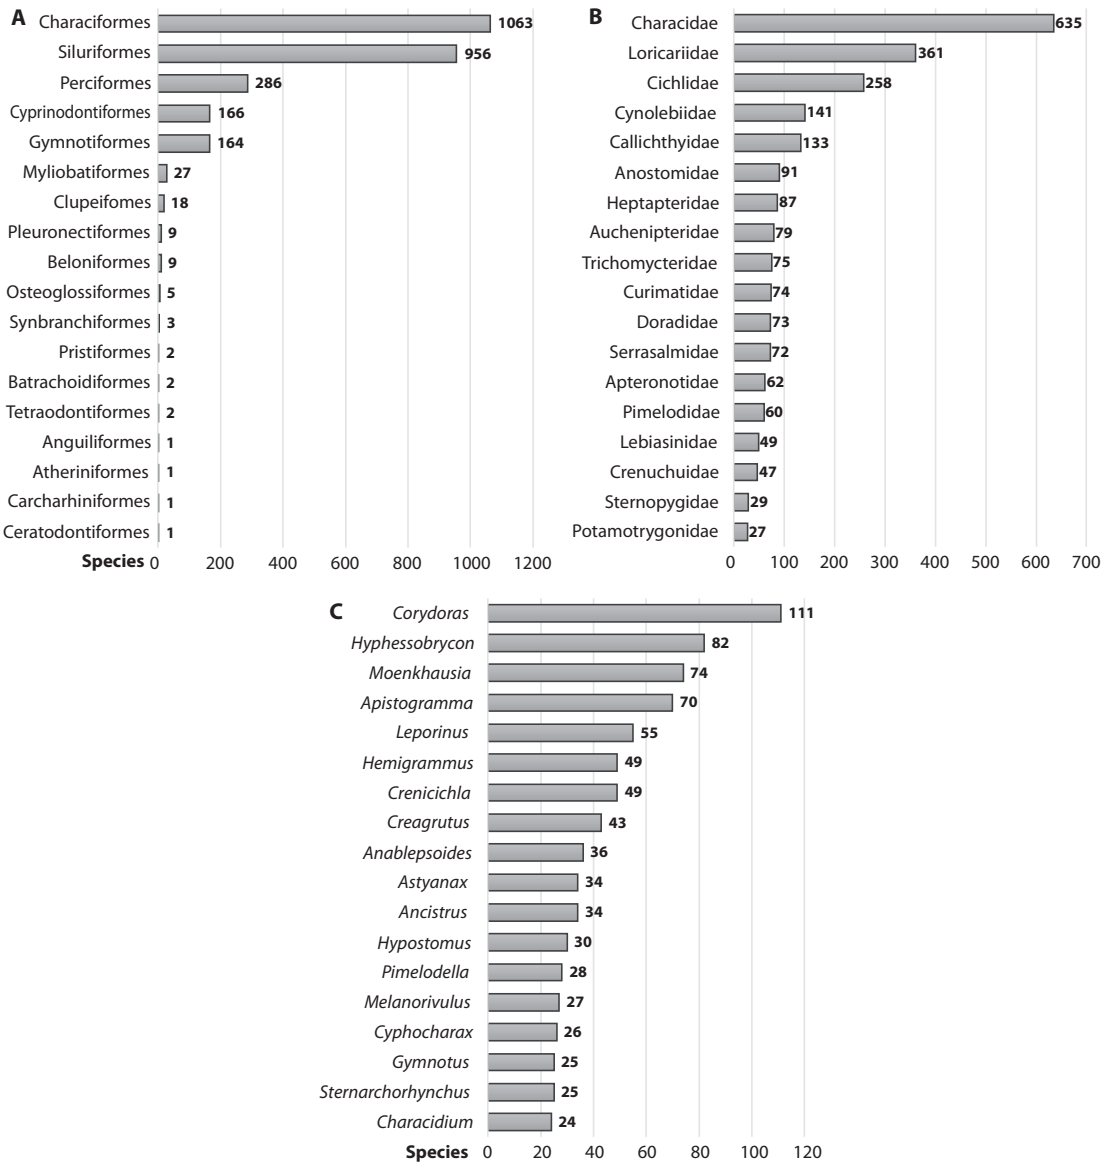 A
Characiformes 1063
Siluriformes 956
Perciformes 286
Cyprinodontiformes 166
Gymnotiformes 164
Myliobatiformes 27
Clupeifomes 18
Pleuronectiformes 9
Beloniformes 9
Osteoglossiformes 5
Synbranchiformes 3
Pristiformes 2
Batrachoidiformes 2
Tetraodontiformes 2
Anguiliformes 1
Atheriniformes 1
Carcharhiniformes 1
Ceratodontiformes 1
Species 0 200 400 600 800 1000 1200
B
Characidae 635
Loricariidae 361
Cichlidae 258
Cynolebiidae 141
Callichthyidae 133
Anostomidae 91
Heptapteridae 87
Auchenipteridae 79
Trichomycteridae 75
Curimatidae 74
Doradidae 73
Serrasalmidae 72
Apteronotidae 62
Pimelodidae 60
Lebiasinidae 49
Crenuchuidae 47
Sternopygidae 29
Potamotrygonidae 27
0 100 200 300 400 500 600 700
C
Corydoras 111
Hyphessobrycon 82
Moenkhausia 74
Apistogramma 70
Leporinus 55
Hemigrammus 49
Crenicichla 49
Creagrutus 43
Anablepsoides 36
Astyanax 34
Ancistrus 34
Hypostomus 30
Pimelodella 28
Melanorivulus 27
Cyphocharax 26
Gymnotus 25
Sternarchorhynchus 25
Characidium 24
Species 0 20 40 60 80 100 120